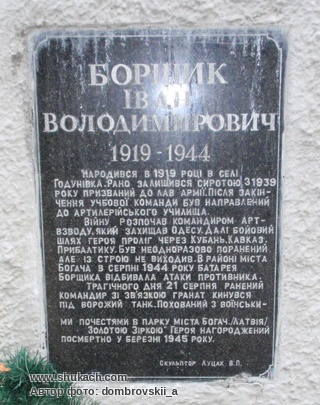 БОРЩИК
ІВАН
ВОЛОДИМИРОВИЧ
1919-1944
НАРОДИВСЯ В 1919 РОЦІ В СЕЛІ
ГОДУНІВКА. РАНО ЗАЛИШИВСЯ СИРОТОЮ. З 1939
РОКУ ПРИЗВАНИЙ ДО ЛАВ АРМІЇ. ПІСЛЯ ЗАКІН-
ЧЕННЯ УЧБОВОЇ КОМАНДИ БУВ НАПРАВЛЕНИЙ
ДО АРТИЛЕРІЙСЬКОГО УЧИЛИЩА.
ВІЙНУ РОЗПОЧАВ КОМАНДИРОМ АРТ-
ВЗВОДУ, ЯКИЙ ЗАХИЩАВ ОДЕСУ. ДАЛІ БОЙОВИЙ
ШЛЯХ ГЕРОЯ ПРОЛІГ ЧЕРЕЗ КУБАНЬ, КАВКАЗ,
ПРИБАЛТИКУ. БУВ НЕОДНОРАЗОВО ПОРАНЕНИЙ
АЛЕ ІЗ СТРОЮ НЕ ВИХОДИВ. В РАЙОНІ МІСТА
БОГАЧА В СЕРПНІ 1944 РОКУ БАТАРЕЯ
БОРЩИКА ВІДБИВАЛА АТАКИ ПРОТИВНИКА.
ТРАГІЧНОГО ДНЯ 21 СЕРПНЯ РАНЕНИЙ
КОМАНДИР ЗІ ЗВ'ЯЗКОЮ ГРАНАТ КИНУВСЯ
ПІД ВОРОЖИЙ ТАНК. ПОХОВАНИЙ З ВОЇНСЬКИ-
МИ ПОЧЕСТЯМИ В ПАРКУ МІСТА БОГАЧ. /ЛАТВІЯ/
"ЗОЛОТОЮ ЗІРКОЮ" ГЕРОЯ НАГОРОДЖЕНИЙ
ПОСМЕРТНО У БЕРЕЗНІ 1945 РОКУ.
СКУЛЬПТОР ЛУЦАК В.П.
www.shukach.com
Автор фото: dombrovskii_a